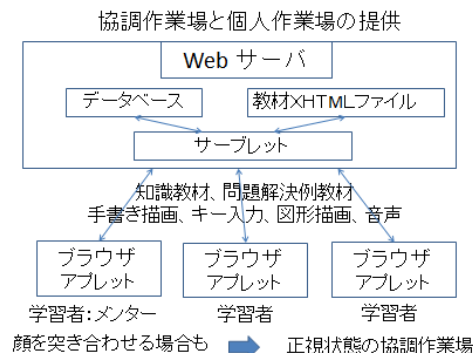 協調作業場と個人作業場の提供
Web サーバ
データベース
教材XHTMLファイル
サーブレット
知識教材、問題解決例教材
手書き描画、キー入力、図形描画、音声
ブラウザ
アプレット
ブラウザ
アプレット
ブラウザ
アプレット
学習者：メンター
学習者
学習者
顔を突き合わせる場合も
正視状態の協調作業場